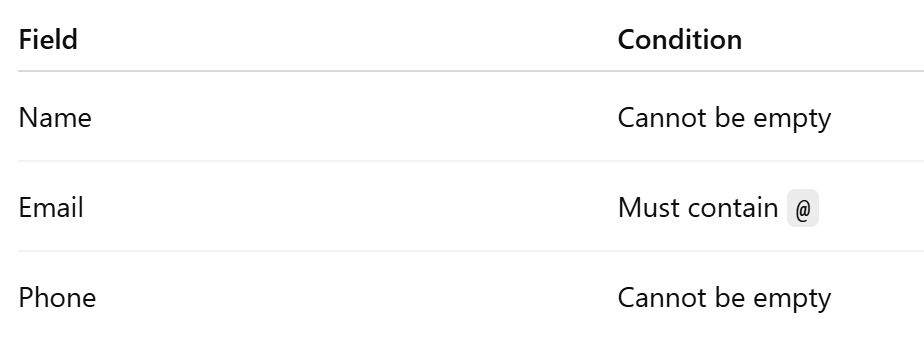 Field Condition
Name Cannot be empty
Email Must contain @
Phone Cannot be empty